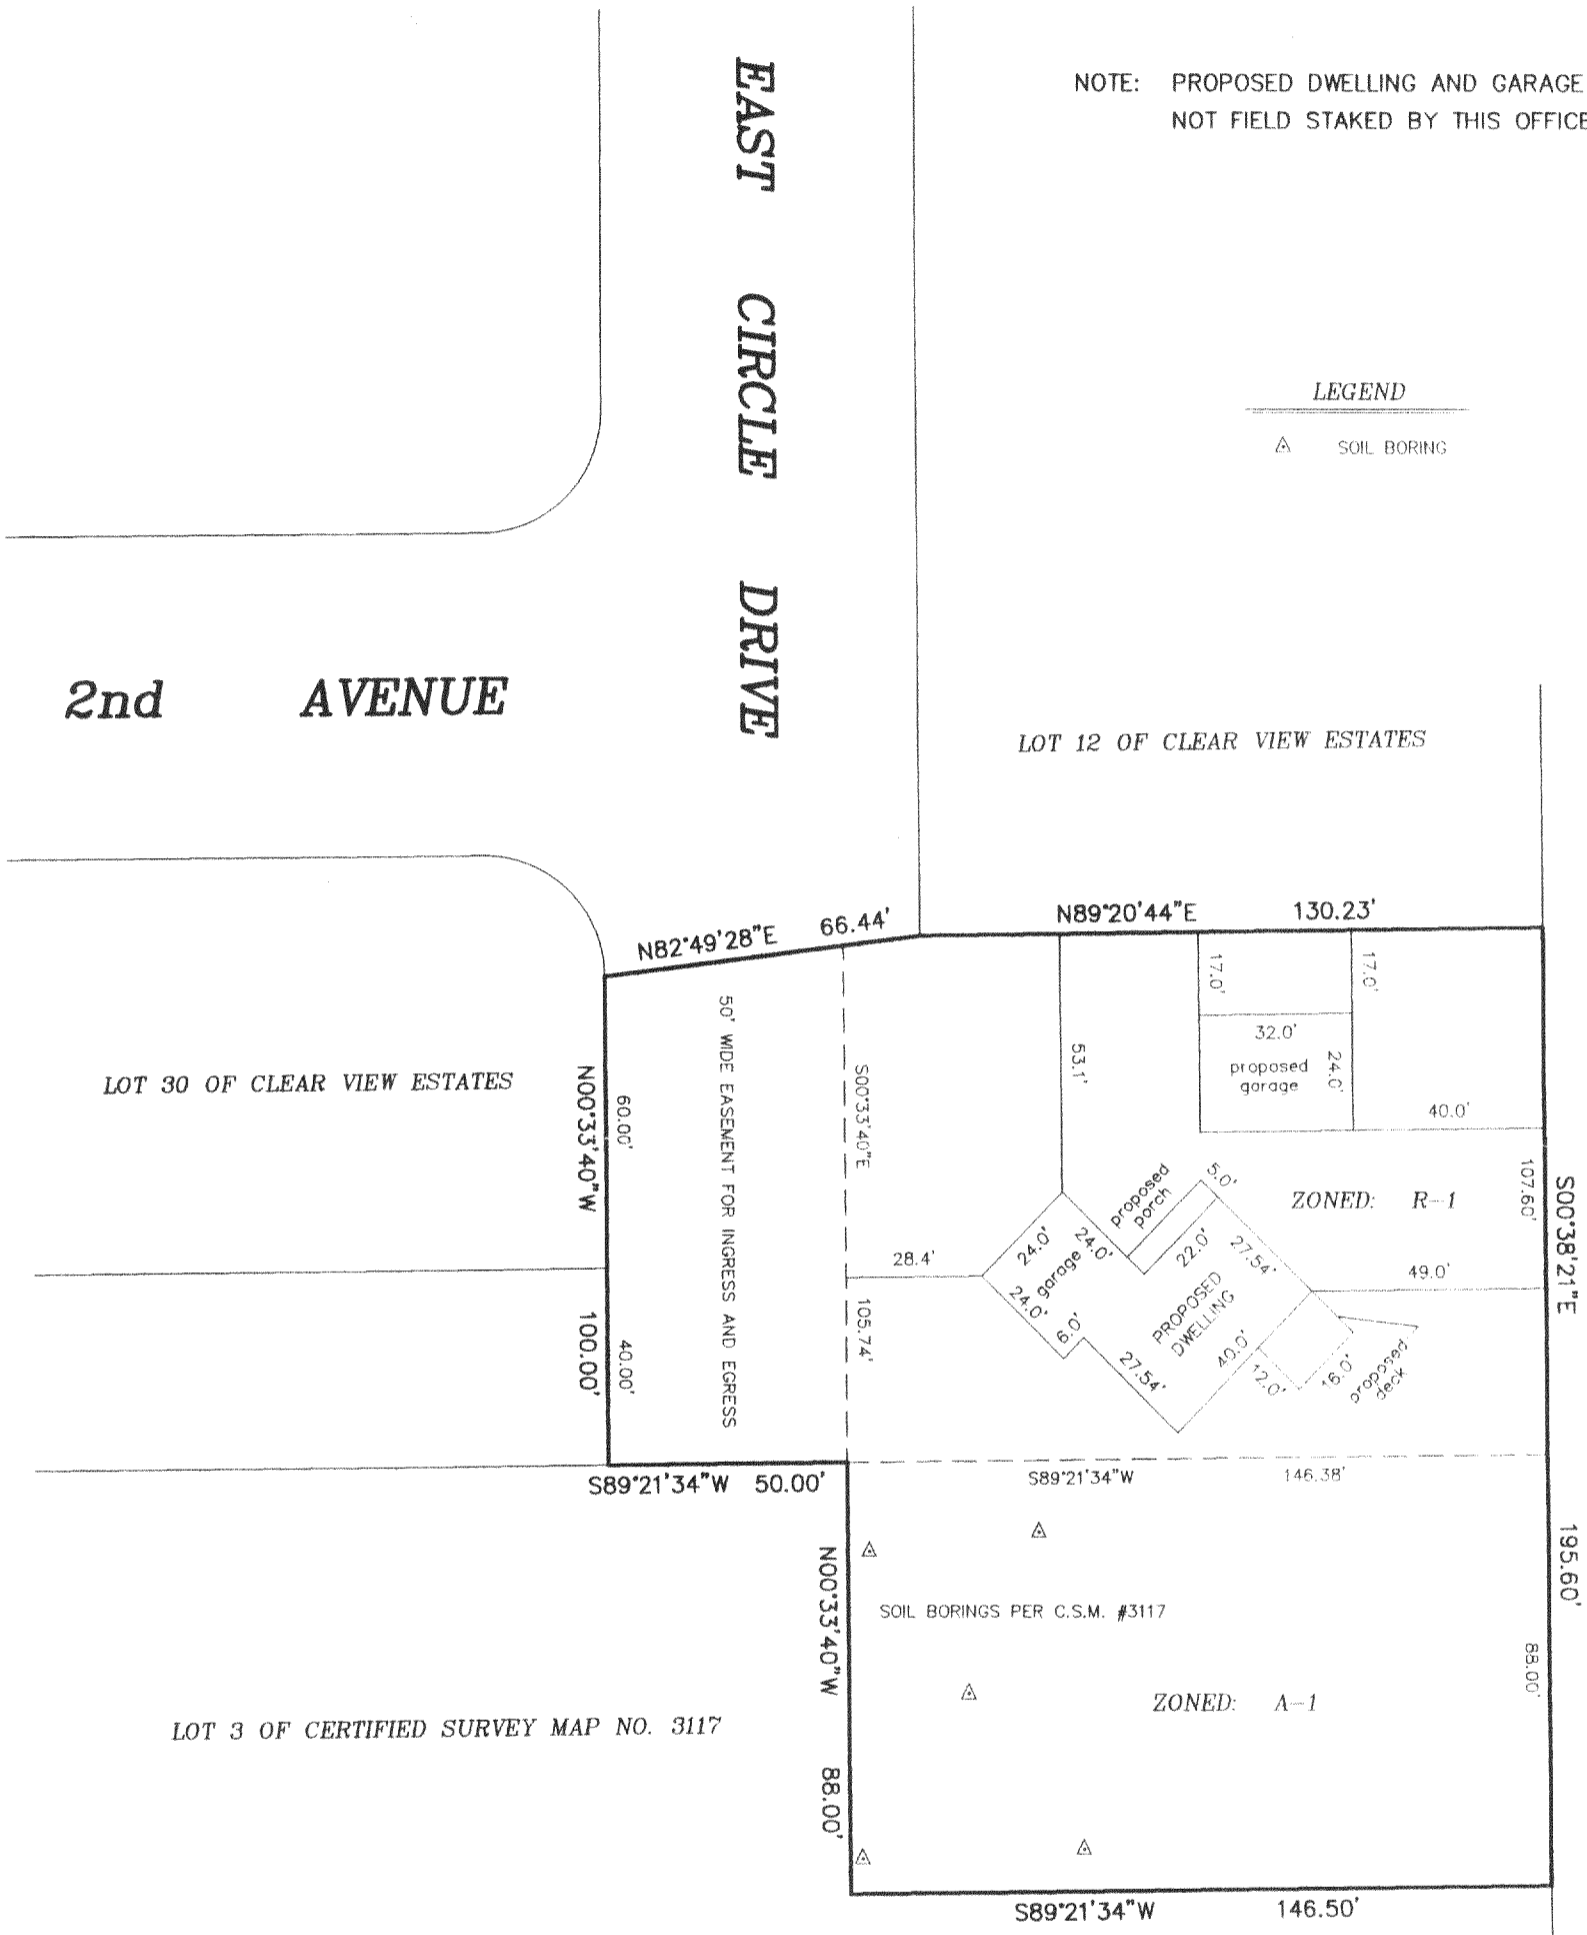 NOTE: PROPOSED DWELLING AND GARAGE
NOT FIELD STAKED BY THIS OFFICE
EAST CIRCLE DRIVE
LEGEND
SOIL BORING
2nd AVENUE
LOT 12 OF CLEAR VIEW ESTATES
N82°49'28"E 66.44'
N89°20'44"E 130.23'
17.0'
17.0'
32.0'
24.0'
proposed
garage
40.0'
53.1'
50' WIDE EASEMENT FOR INGRESS AND EGRESS
S00°33'40"E
105.74'
LOT 30 OF CLEAR VIEW ESTATES
N00°33'40"W 100.00'
60.00'
40.00'
107.60'
S00°38'21"E 195.60'
ZONED: R-1
proposed
porch
5.0'
24.0'
24.0'
garage
24.0'
6.0'
22.0'
27.54'
PROPOSED
DWELLING
27.54'
40.0'
12.0'
16.0'
proposed
deck
28.4'
49.0'
S89°21'34"W 50.00'
S89°21'34"W 146.38'
SOIL BORINGS PER C.S.M. #3117
N00°33'40"W 88.00'
88.00'
ZONED: A-1
LOT 3 OF CERTIFIED SURVEY MAP NO. 3117
S89°21'34"W 146.50'